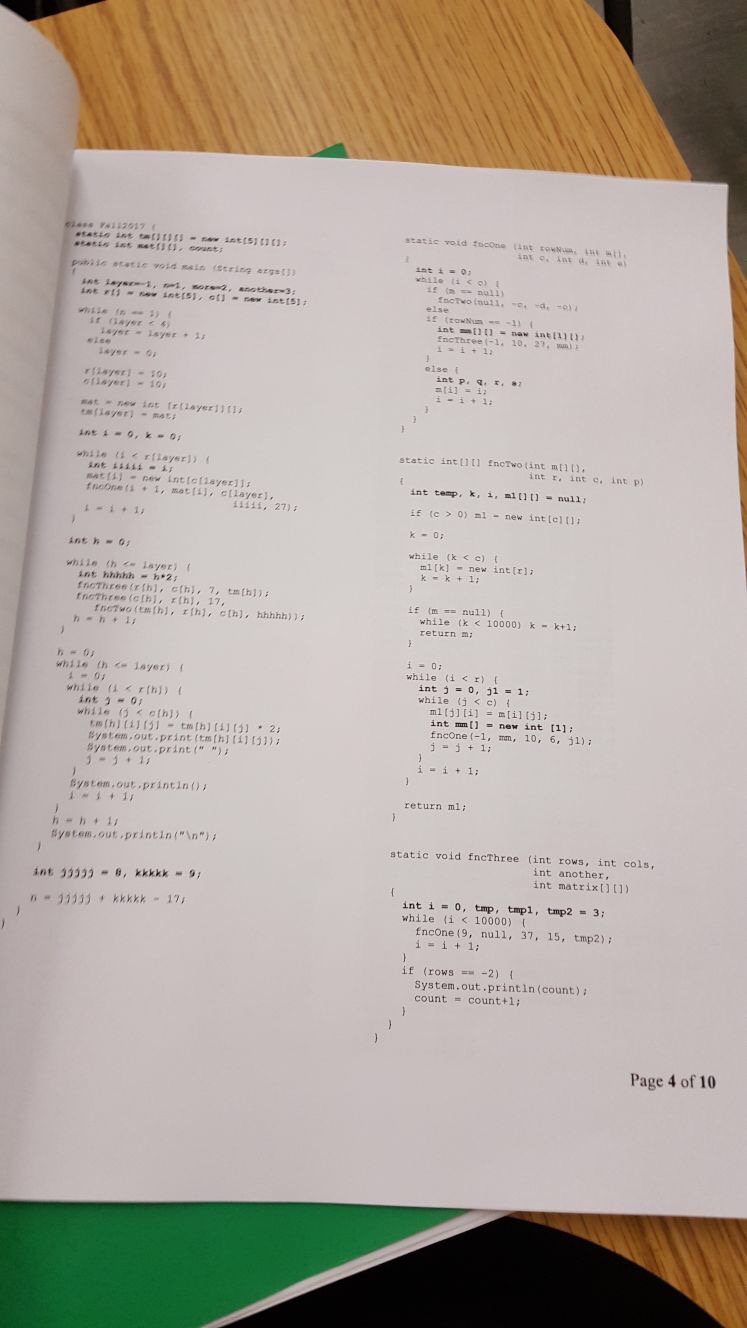 class Fall2017 {
static int tm[][][] = new int[5][][];
static int mat[][], count;
public static void main (String args[])
{
int layer=-1, n=1, more=2, another=3;
int r[] = new int[5], c[] = new int[5];
while (n == 1) {
if (layer < 4)
layer = layer + 1;
else
layer = 0;
r[layer] = 10;
c[layer] = 10;
mat = new int [r[layer]][];
tm[layer] = mat;
int i = 0, k = 0;
while (i < r[layer]) {
int iiiii = i;
mat[i] = new int[c[layer]];
fncOne(i + 1, mat[i], c[layer],
iiiii, 27);
i = i + 1;
}
int h = 0;
while (h <= layer) {
int hhhhh = h*2;
fncThree(r[h], c[h], 7, tm[h]);
fncThree(c[h], r[h], 17,
fncTwo(tm[h], r[h], c[h], hhhhh));
h = h + 1;
}
h = 0;
while (h <= layer) {
i = 0;
while (i < r[h]) {
int j = 0;
while (j < c[h]) {
tm[h][i][j] = tm[h][i][j] * 2;
System.out.print(tm[h][i][j]);
System.out.print(" ");
j = j + 1;
}
System.out.println();
i = i + 1;
}
h = h + 1;
System.out.println("\n");
}
int jjjjj = 8, kkkkk = 9;
n = jjjjj + kkkkk - 17;
}
}
static void fncOne (int rowNum, int m[],
int c, int d, int e)
{
int i = 0;
while (i < c) {
if (m == null)
fncTwo(null, -c, -d, -e);
else
if (rowNum == -1) {
int mm[][] = new int[1][];
fncThree(-1, 10, 27, mm);
i = i + 1;
}
else {
int p, q, r, s;
m[i] = i;
i = i + 1;
}
}
}
static int[][] fncTwo(int m[][],
int r, int c, int p)
{
int temp, k, i, m1[][] = null;
if (c > 0) m1 = new int[c][];
k = 0;
while (k < c) {
m1[k] = new int[r];
k = k + 1;
}
if (m == null) {
while (k < 10000) k = k+1;
return m;
}
i = 0;
while (i < r) {
int j = 0, j1 = 1;
while (j < c) {
m1[j][i] = m[i][j];
int mm[] = new int [1];
fncOne(-1, mm, 10, 6, j1);
j = j + 1;
}
i = i + 1;
}
return m1;
}
static void fncThree (int rows, int cols,
int another,
int matrix[][])
{
int i = 0, tmp, tmp1, tmp2 = 3;
while (i < 10000) {
fncOne(9, null, 37, 15, tmp2);
i = i + 1;
}
if (rows == -2) {
System.out.println(count);
count = count+1;
}
}
}
Page 4 of 10